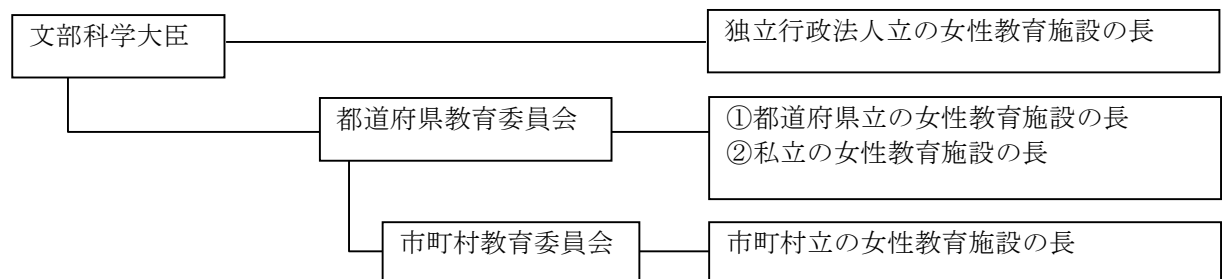 文部科学大臣
独立行政法人立の女性教育施設の長
都道府県教育委員会
①都道府県立の女性教育施設の長
②私立の女性教育施設の長
市町村教育委員会
市町村立の女性教育施設の長